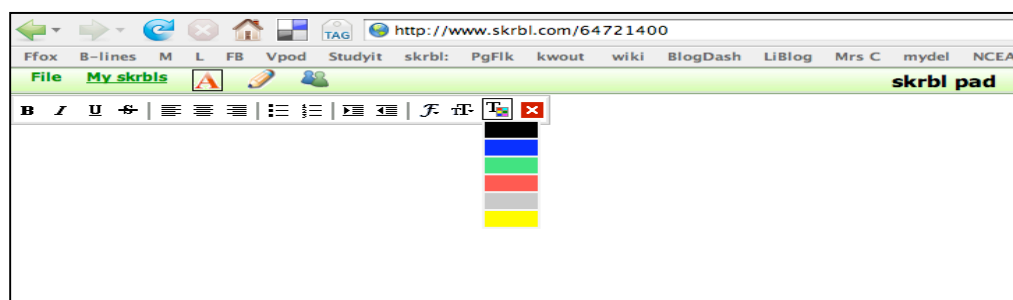 TAG http://www.skrbl.com/64721400
Ffox B-lines M L FB Vpod Studyit skrbl: PgFlk kwout wiki BlogDash LiBlog Mrs C mydel NCEA
File My skrbls A skrbl pad
B I U S F T T